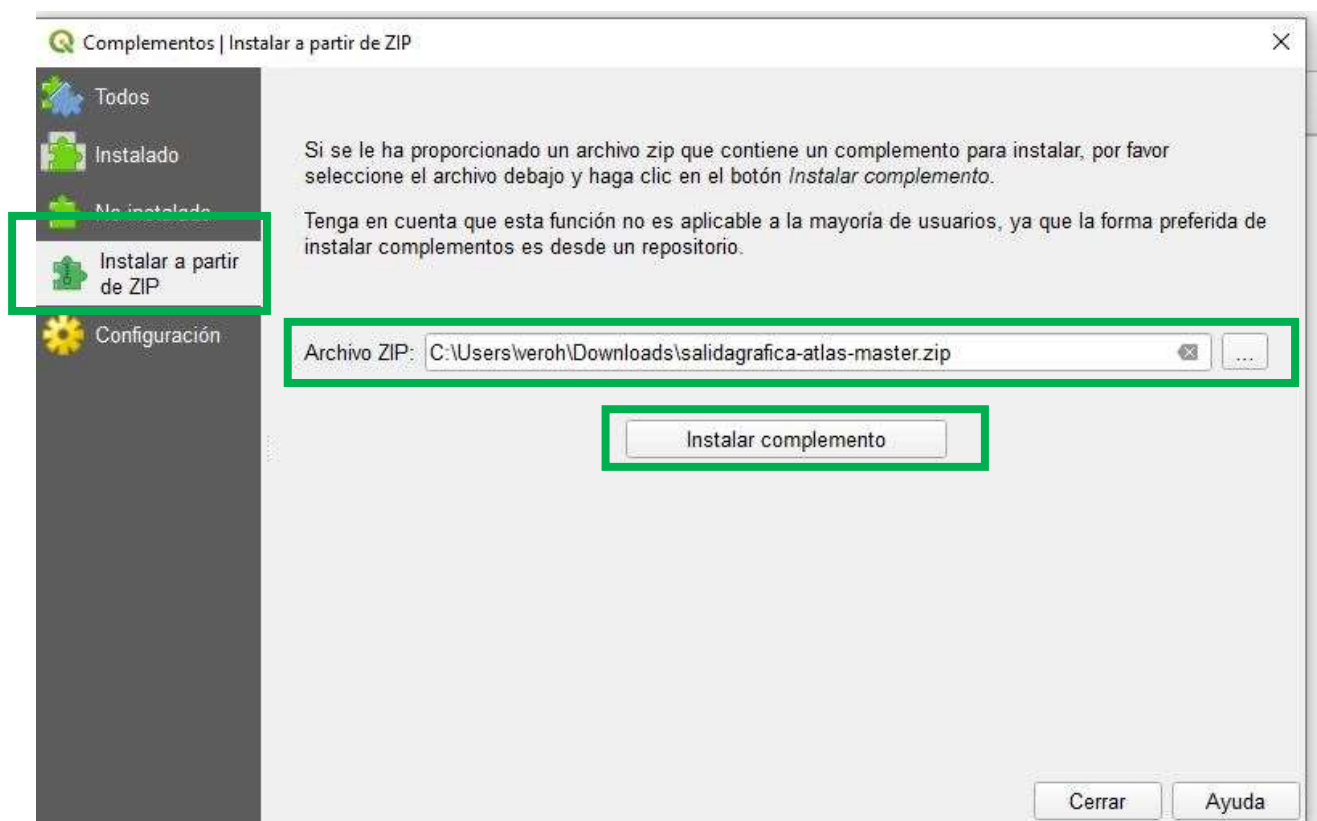 Complementos | Instalar a partir de ZIP
Todos
Instalado
No instalado
Instalar a partir
de ZIP
Configuración
Si se le ha proporcionado un archivo zip que contiene un complemento para instalar, por favor
seleccione el archivo debajo y haga clic en el botón Instalar complemento.
Tenga en cuenta que esta función no es aplicable a la mayoría de usuarios, ya que la forma preferida de
instalar complementos es desde un repositorio.
Archivo ZIP: C:\Users\veroh\Downloads\salidagrafica-atlas-master.zip ...
Instalar complemento
Cerrar Ayuda